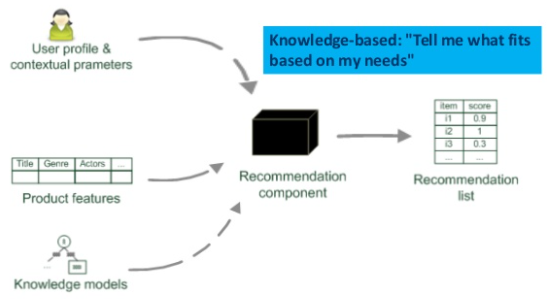 User profile &
contextual prameters
Knowledge-based: "Tell me what fits
based on my needs"
item score
i1 0.9
i2 1
i3 0.3
... ...
Title Genre Actors ...
Product features
Recommendation
component
Recommendation
list
Knowledge models